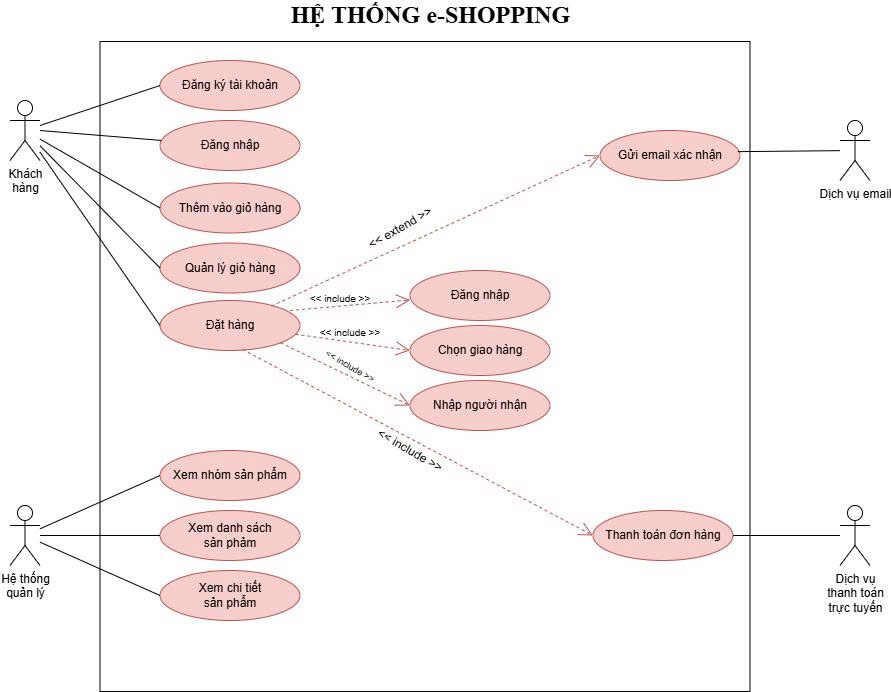 HỆ THỐNG e-SHOPPING
Đăng ký tài khoản
Đăng nhập
Thêm vào giỏ hàng
Quản lý giỏ hàng
Đặt hàng
Khách
hàng
Gửi email xác nhận
Dịch vụ email
<< extend >>
<< include >>
Đăng nhập
<< include >>
Chọn giao hàng
<< include >>
Nhập người nhận
<< include >>
Xem nhóm sản phẩm
Xem danh sách
sản phẩm
Xem chi tiết
sản phẩm
Hệ thống
quản lý
Thanh toán đơn hàng
Dịch vụ
thanh toán
trực tuyến